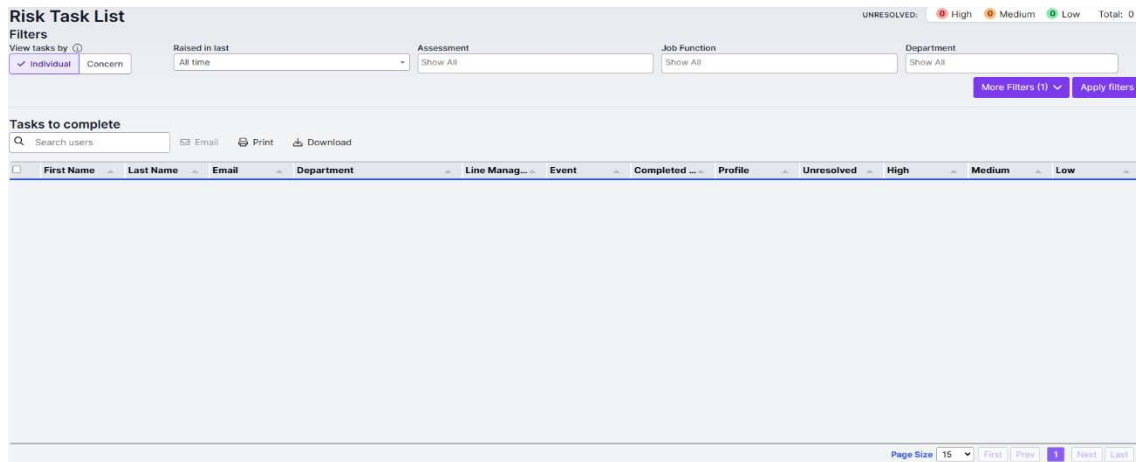 Risk Task List
UNRESOLVED: 0 High 0 Medium 0 Low Total: 0
Filters
View tasks by Raised in last Assessment Job Function Department
Individual Concern All time Show All Show All Show All
More Filters (1) Apply filters
Tasks to complete
Search users Email Print Download
First Name Last Name Email Department Line Manag... Event Completed ... Profile Unresolved High Medium Low
Page Size 15 First Prev 1 Next Last